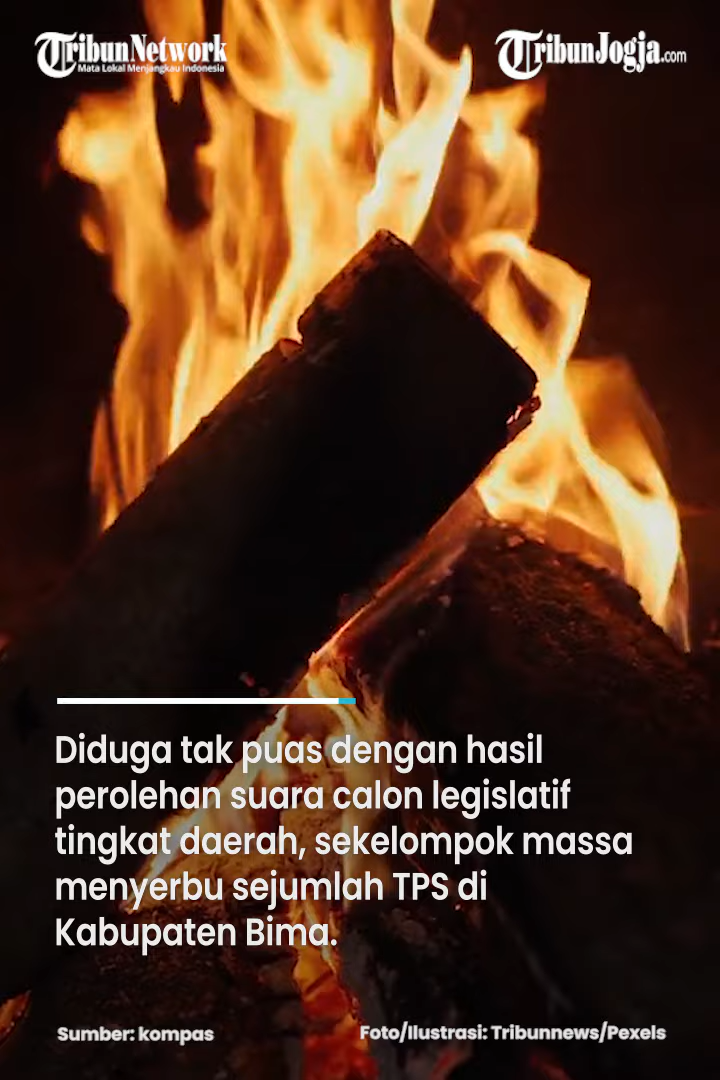 TribunNetwork
Mata Lokal Menjangkau Indonesia
TribunJogja.com
Diduga tak puas dengan hasil
perolehan suara calon legislatif
tingkat daerah, sekelompok massa
menyerbu sejumlah TPS di
Kabupaten Bima.
Sumber: kompas
Foto/Ilustrasi: Tribunnews/Pexels